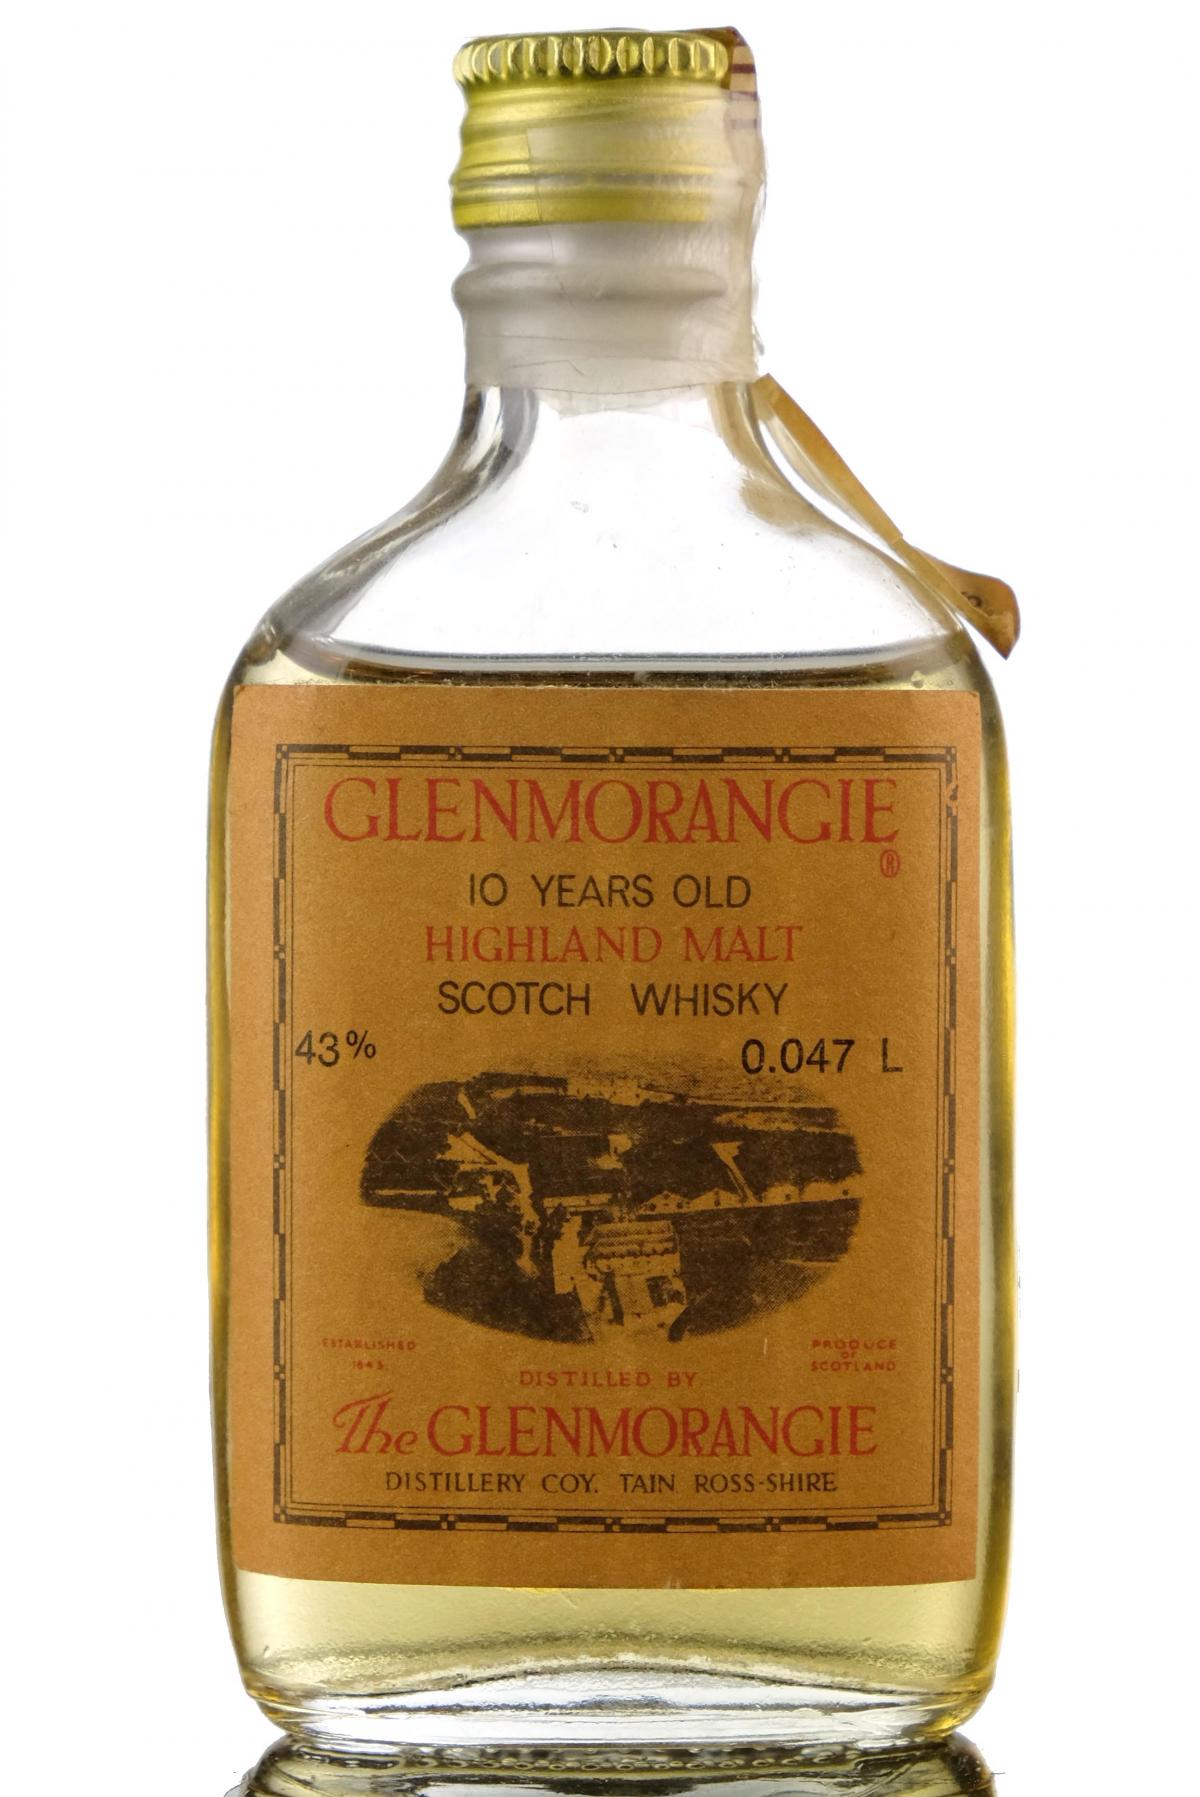 GLENMORANGIE
®
10 YEARS OLD
HIGHLAND MALT
SCOTCH WHISKY
43% 0.047 L
ESTABLISHED
1843.
PRODUCE
OF
SCOTLAND
DISTILLED BY
The GLENMORANGIE
DISTILLERY COY. TAIN ROSS-SHIRE